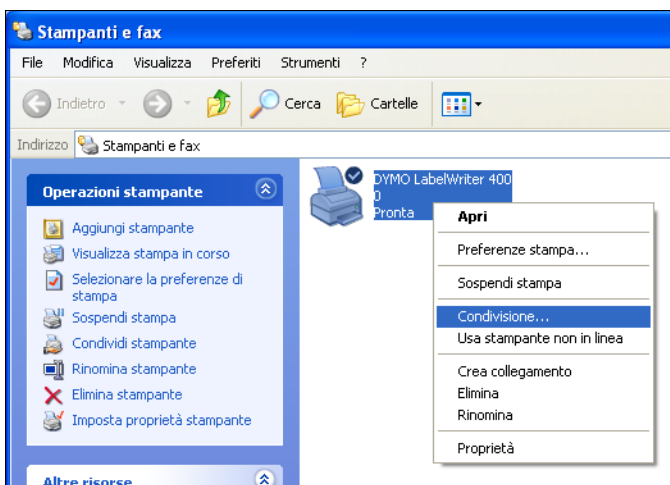 Stampanti e fax
File Modifica Visualizza Preferiti Strumenti ?
Indietro Cerca Cartelle
Indirizzo Stampanti e fax
Operazioni stampante
Aggiungi stampante
Visualizza stampa in corso
Selezionare la preferenze di
stampa
Sospendi stampa
Condividi stampante
Rinomina stampante
Elimina stampante
Imposta proprietà stampante
Altre risorse
DYMO LabelWriter 400
0
Pronta
Apri
Preferenze stampa...
Sospendi stampa
Condivisione...
Usa stampante non in linea
Crea collegamento
Elimina
Rinomina
Proprietà